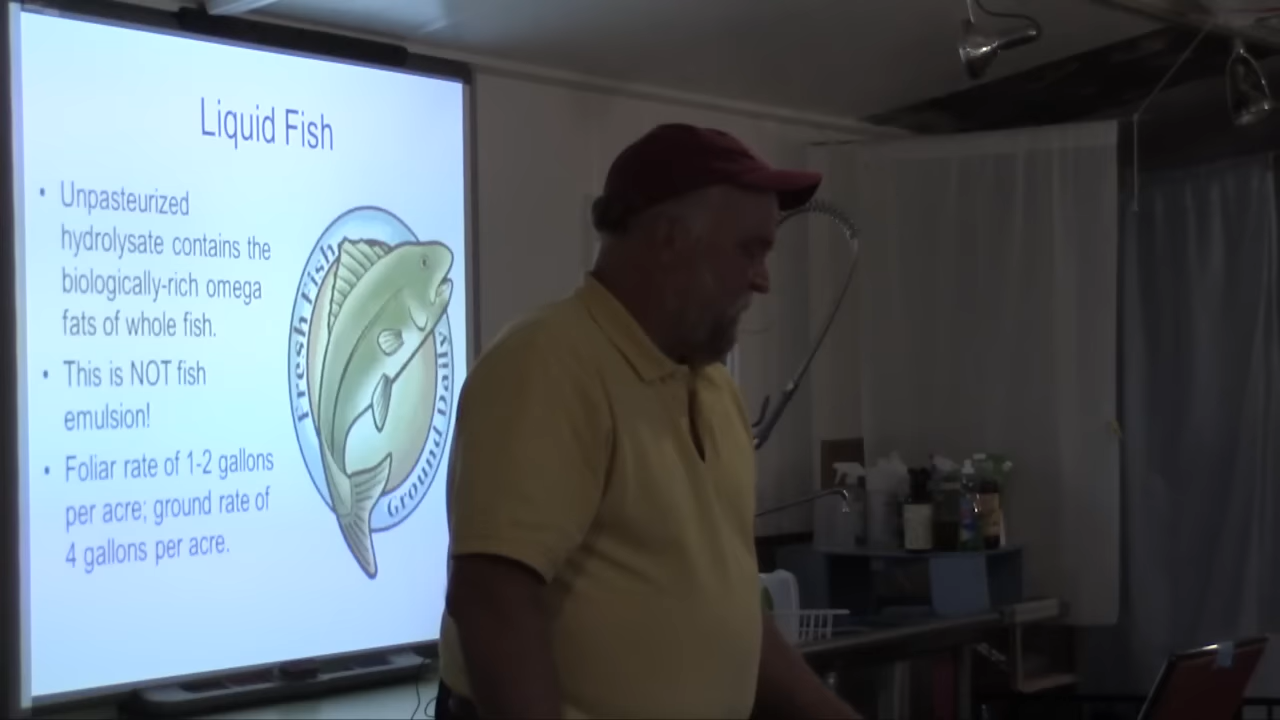 Liquid Fish
• Unpasteurized
hydrolysate contains the
biologically-rich omega
fats of whole fish.
• This is NOT fish
emulsion!
• Foliar rate of 1-2 gallons
per acre; ground rate of
4 gallons per acre.
Fresh Fish
Ground Daily